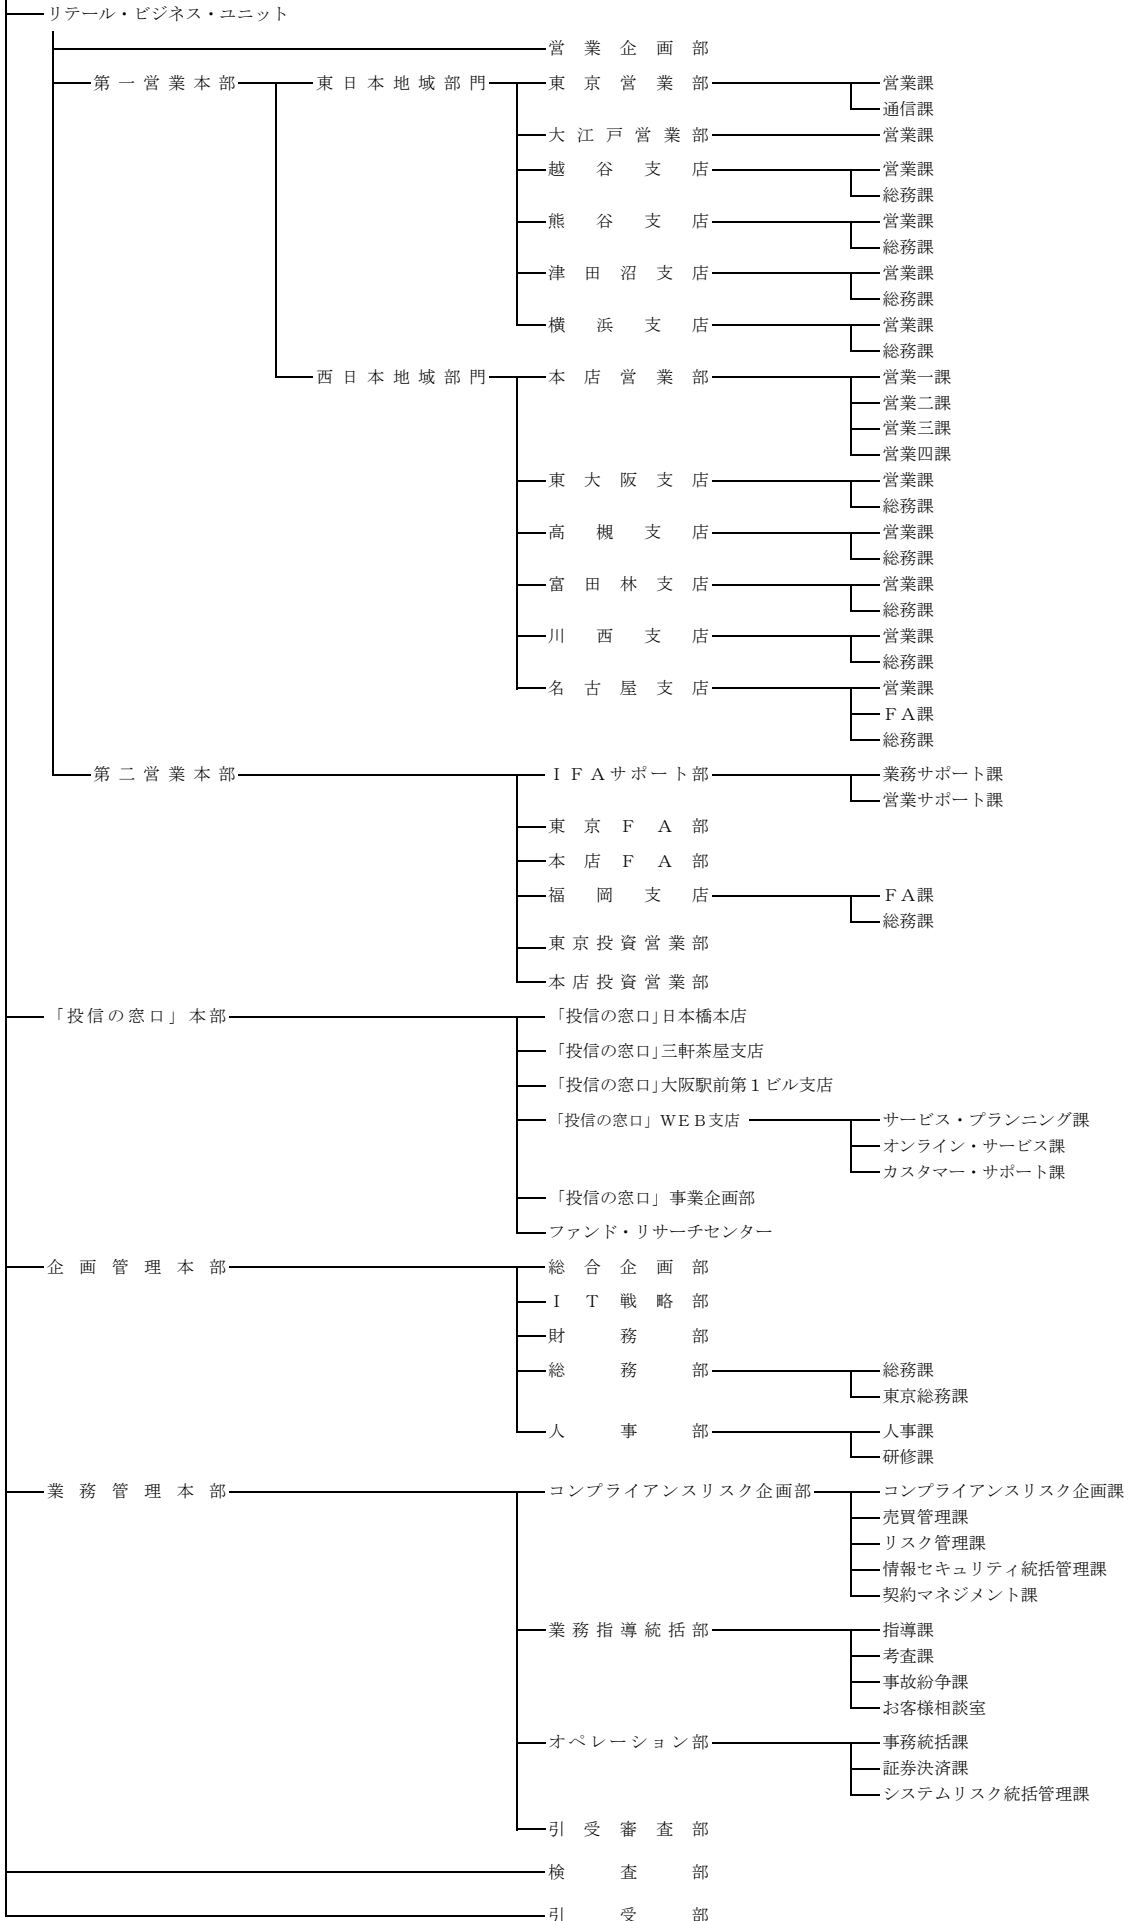 リテール・ビジネス・ユニット
営業企画部
第一営業本部 東日本地域部門 東京営業部 営業課
通信課
大江戸営業部 営業課
越谷支店 営業課
総務課
熊谷支店 営業課
総務課
津田沼支店 営業課
総務課
横浜支店 営業課
総務課
西日本地域部門 本店営業部 営業一課
営業二課
営業三課
営業四課
東大阪支店 営業課
総務課
高槻支店 営業課
総務課
富田林支店 営業課
総務課
川西支店 営業課
総務課
名古屋支店 営業課
ＦＡ課
総務課
第二営業本部 ＩＦＡサポート部 業務サポート課
営業サポート課
東京ＦＡ部
本店ＦＡ部
福岡支店 ＦＡ課
総務課
東京投資営業部
本店投資営業部
「投信の窓口」本部 「投信の窓口」日本橋本店
「投信の窓口」三軒茶屋支店
「投信の窓口」大阪駅前第１ビル支店
「投信の窓口」ＷＥＢ支店 サービス・プランニング課
オンライン・サービス課
カスタマー・サポート課
「投信の窓口」事業企画部
ファンド・リサーチセンター
企画管理本部 総合企画部
ＩＴ戦略部
財務部
総務部 総務課
東京総務課
人事部 人事課
研修課
業務管理本部 コンプライアンスリスク企画部 コンプライアンスリスク企画課
売買管理課
リスク管理課
情報セキュリティ統括管理課
契約マネジメント課
業務指導統括部 指導課
考査課
事故紛争課
お客様相談室
オペレーション部 事務統括課
証券決済課
システムリスク統括管理課
引受審査部
検査部
引受部